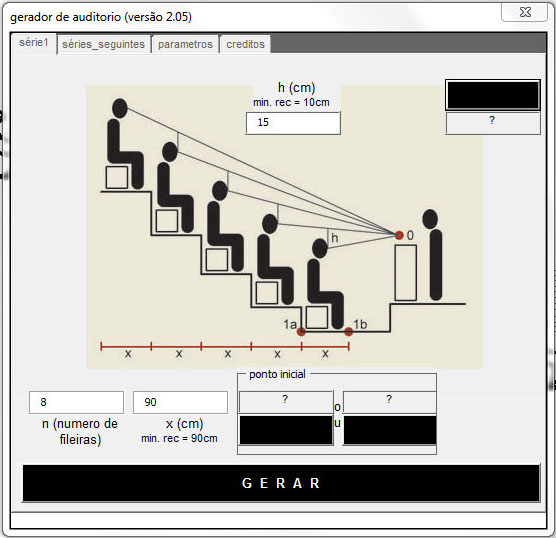 gerador de auditorio (versão 2.05)
série1
séries_seguintes
parametros
creditos
h (cm)
min. rec = 10cm
15
?
0
h
1a
1b
x x x x x
ponto inicial
8
90
?
o
u
?
n (numero de
fileiras)
x (cm)
min. rec = 90cm
G E R A R